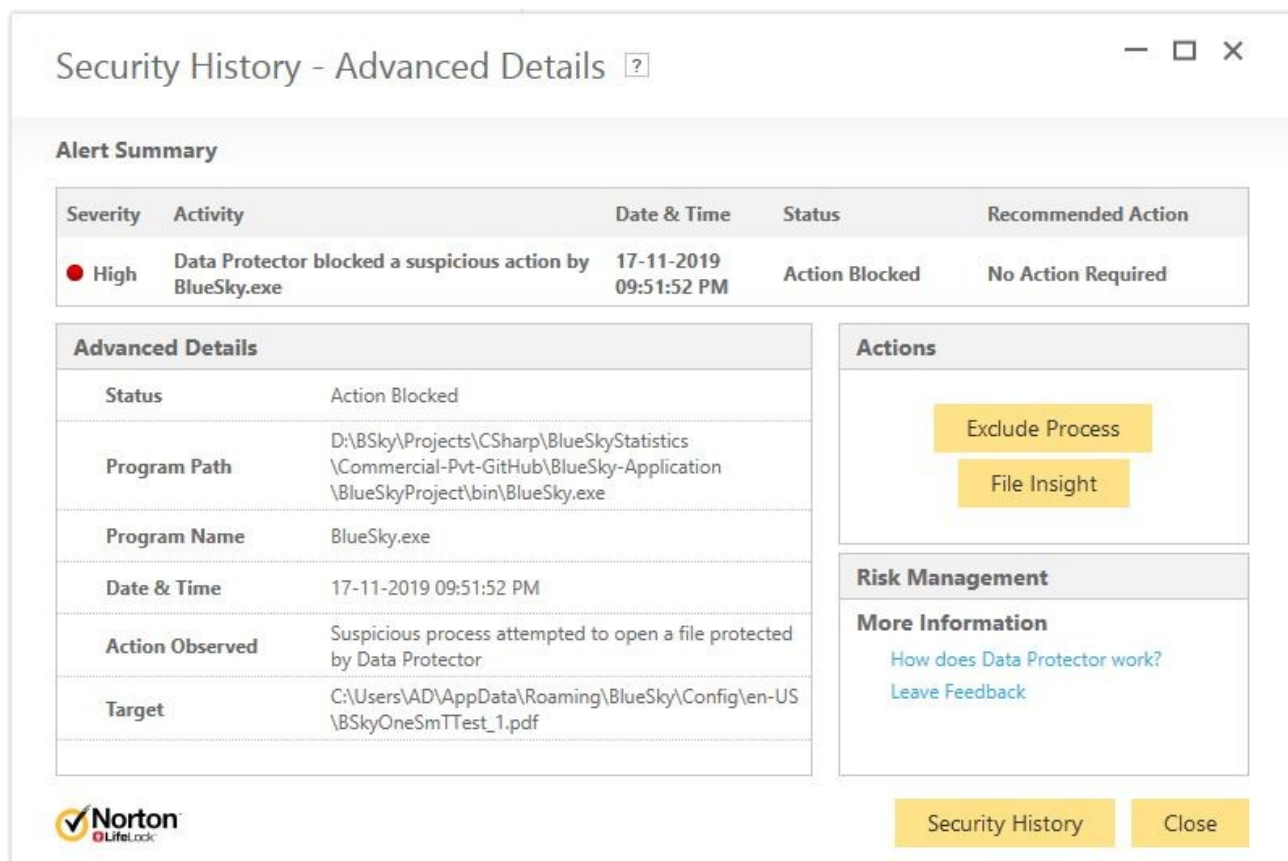 Security History - Advanced Details ?
Alert Summary
Severity Activity Date & Time Status Recommended Action
High
Data Protector blocked a suspicious action by
BlueSky.exe
17-11-2019
09:51:52 PM
Action Blocked
No Action Required
Advanced Details
Status Action Blocked
Program Path
D:\BSky\Projects\CSharp\BlueSkyStatistics
\Commercial-Pvt-GitHub\BlueSky-Application
\BlueSkyProject\bin\BlueSky.exe
Program Name BlueSky.exe
Date & Time 17-11-2019 09:51:52 PM
Action Observed
Suspicious process attempted to open a file protected
by Data Protector
Target
C:\Users\AD\AppData\Roaming\BlueSky\Config\en-US
\BSkyOneSmTTest_1.pdf
Actions
Exclude Process
File Insight
Risk Management
More Information
How does Data Protector work?
Leave Feedback
Norton
LifeLock
Security History
Close